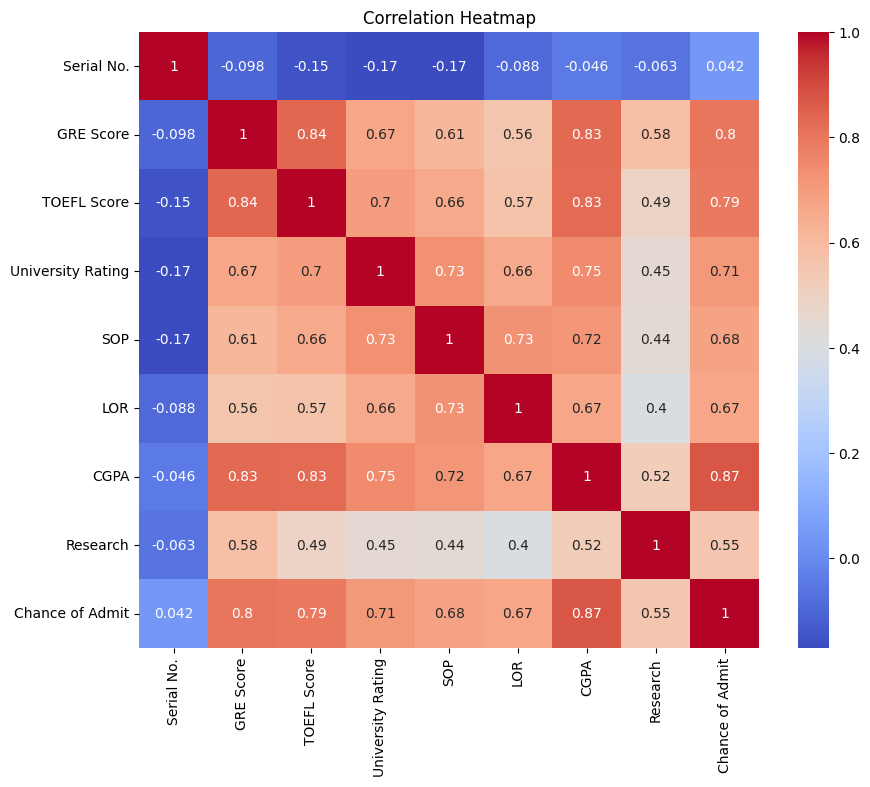 Correlation Heatmap
Serial No. 1 -0.098 -0.15 -0.17 -0.17 -0.088 -0.046 -0.063 0.042
GRE Score -0.098 1 0.84 0.67 0.61 0.56 0.83 0.58 0.8
TOEFL Score -0.15 0.84 1 0.7 0.66 0.57 0.83 0.49 0.79
University Rating -0.17 0.67 0.7 1 0.73 0.66 0.75 0.45 0.71
SOP -0.17 0.61 0.66 0.73 1 0.73 0.72 0.44 0.68
LOR -0.088 0.56 0.57 0.66 0.73 1 0.67 0.4 0.67
CGPA -0.046 0.83 0.83 0.75 0.72 0.67 1 0.52 0.87
Research -0.063 0.58 0.49 0.45 0.44 0.4 0.52 1 0.55
Chance of Admit 0.042 0.8 0.79 0.71 0.68 0.67 0.87 0.55 1
Serial No.
GRE Score
TOEFL Score
University Rating
SOP
LOR
CGPA
Research
Chance of Admit
1.0
0.8
0.6
0.4
0.2
0.0